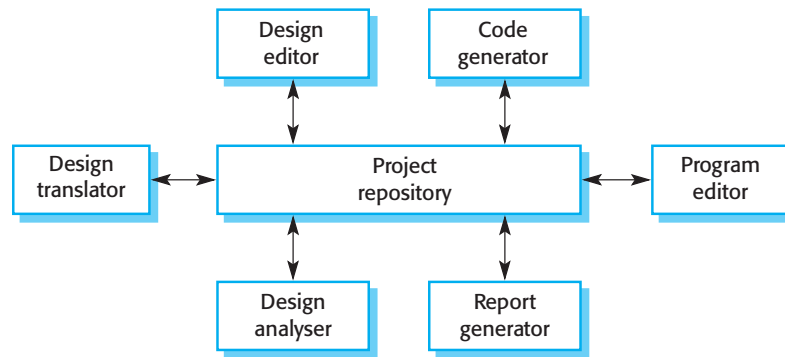 Design
editor
Code
generator
Design
translator
Project
repository
Program
editor
Design
analyser
Report
generator